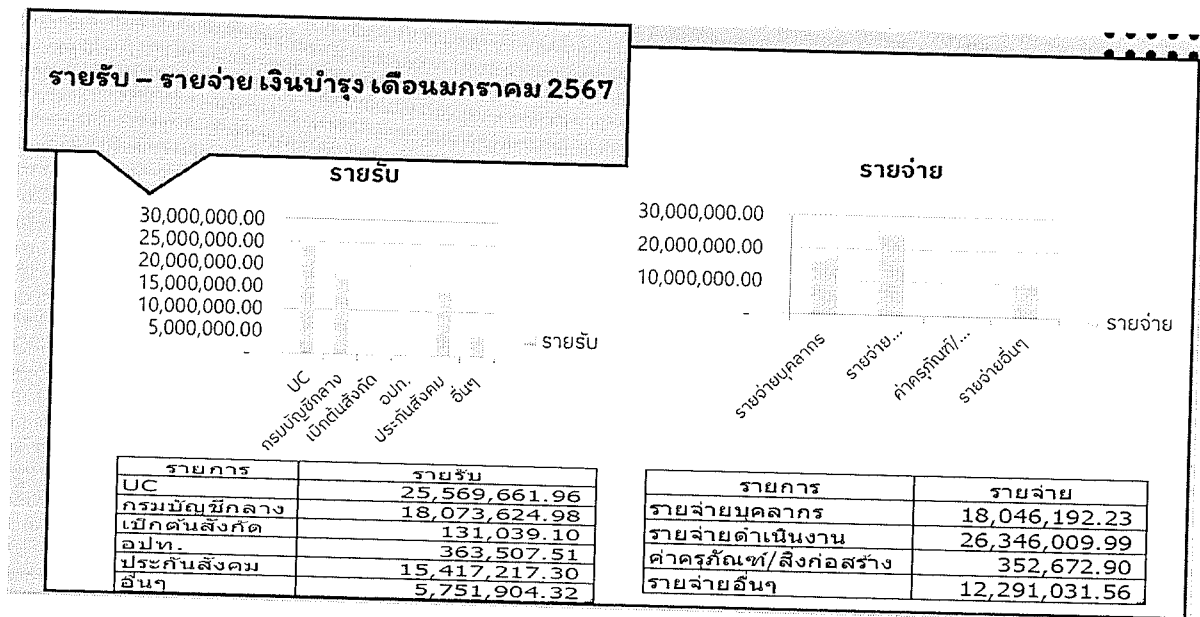 รายรับ – รายจ่าย เงินบำรุง เดือนมกราคม 2567
รายรับ
30,000,000.00
25,000,000.00
20,000,000.00
15,000,000.00
10,000,000.00
5,000,000.00
-
UC
กรมบัญชีกลาง
เบิกต้นสังกัด
อปท.
ประกันสังคม
อื่นๆ
รายรับ
รายจ่าย
30,000,000.00
20,000,000.00
10,000,000.00
-
รายจ่ายบุคลากร
รายจ่าย...
ค่าครุภัณฑ์/...
รายจ่ายอื่นๆ
รายจ่าย
รายการ รายรับ
UC 25,569,661.96
กรมบัญชีกลาง 18,073,624.98
เบิกต้นสังกัด 131,039.10
อปท. 363,507.51
ประกันสังคม 15,417,217.30
อื่นๆ 5,751,904.32
รายการ รายจ่าย
รายจ่ายบุคลากร 18,046,192.23
รายจ่ายดำเนินงาน 26,346,009.99
ค่าครุภัณฑ์/สิ่งก่อสร้าง 352,672.90
รายจ่ายอื่นๆ 12,291,031.56